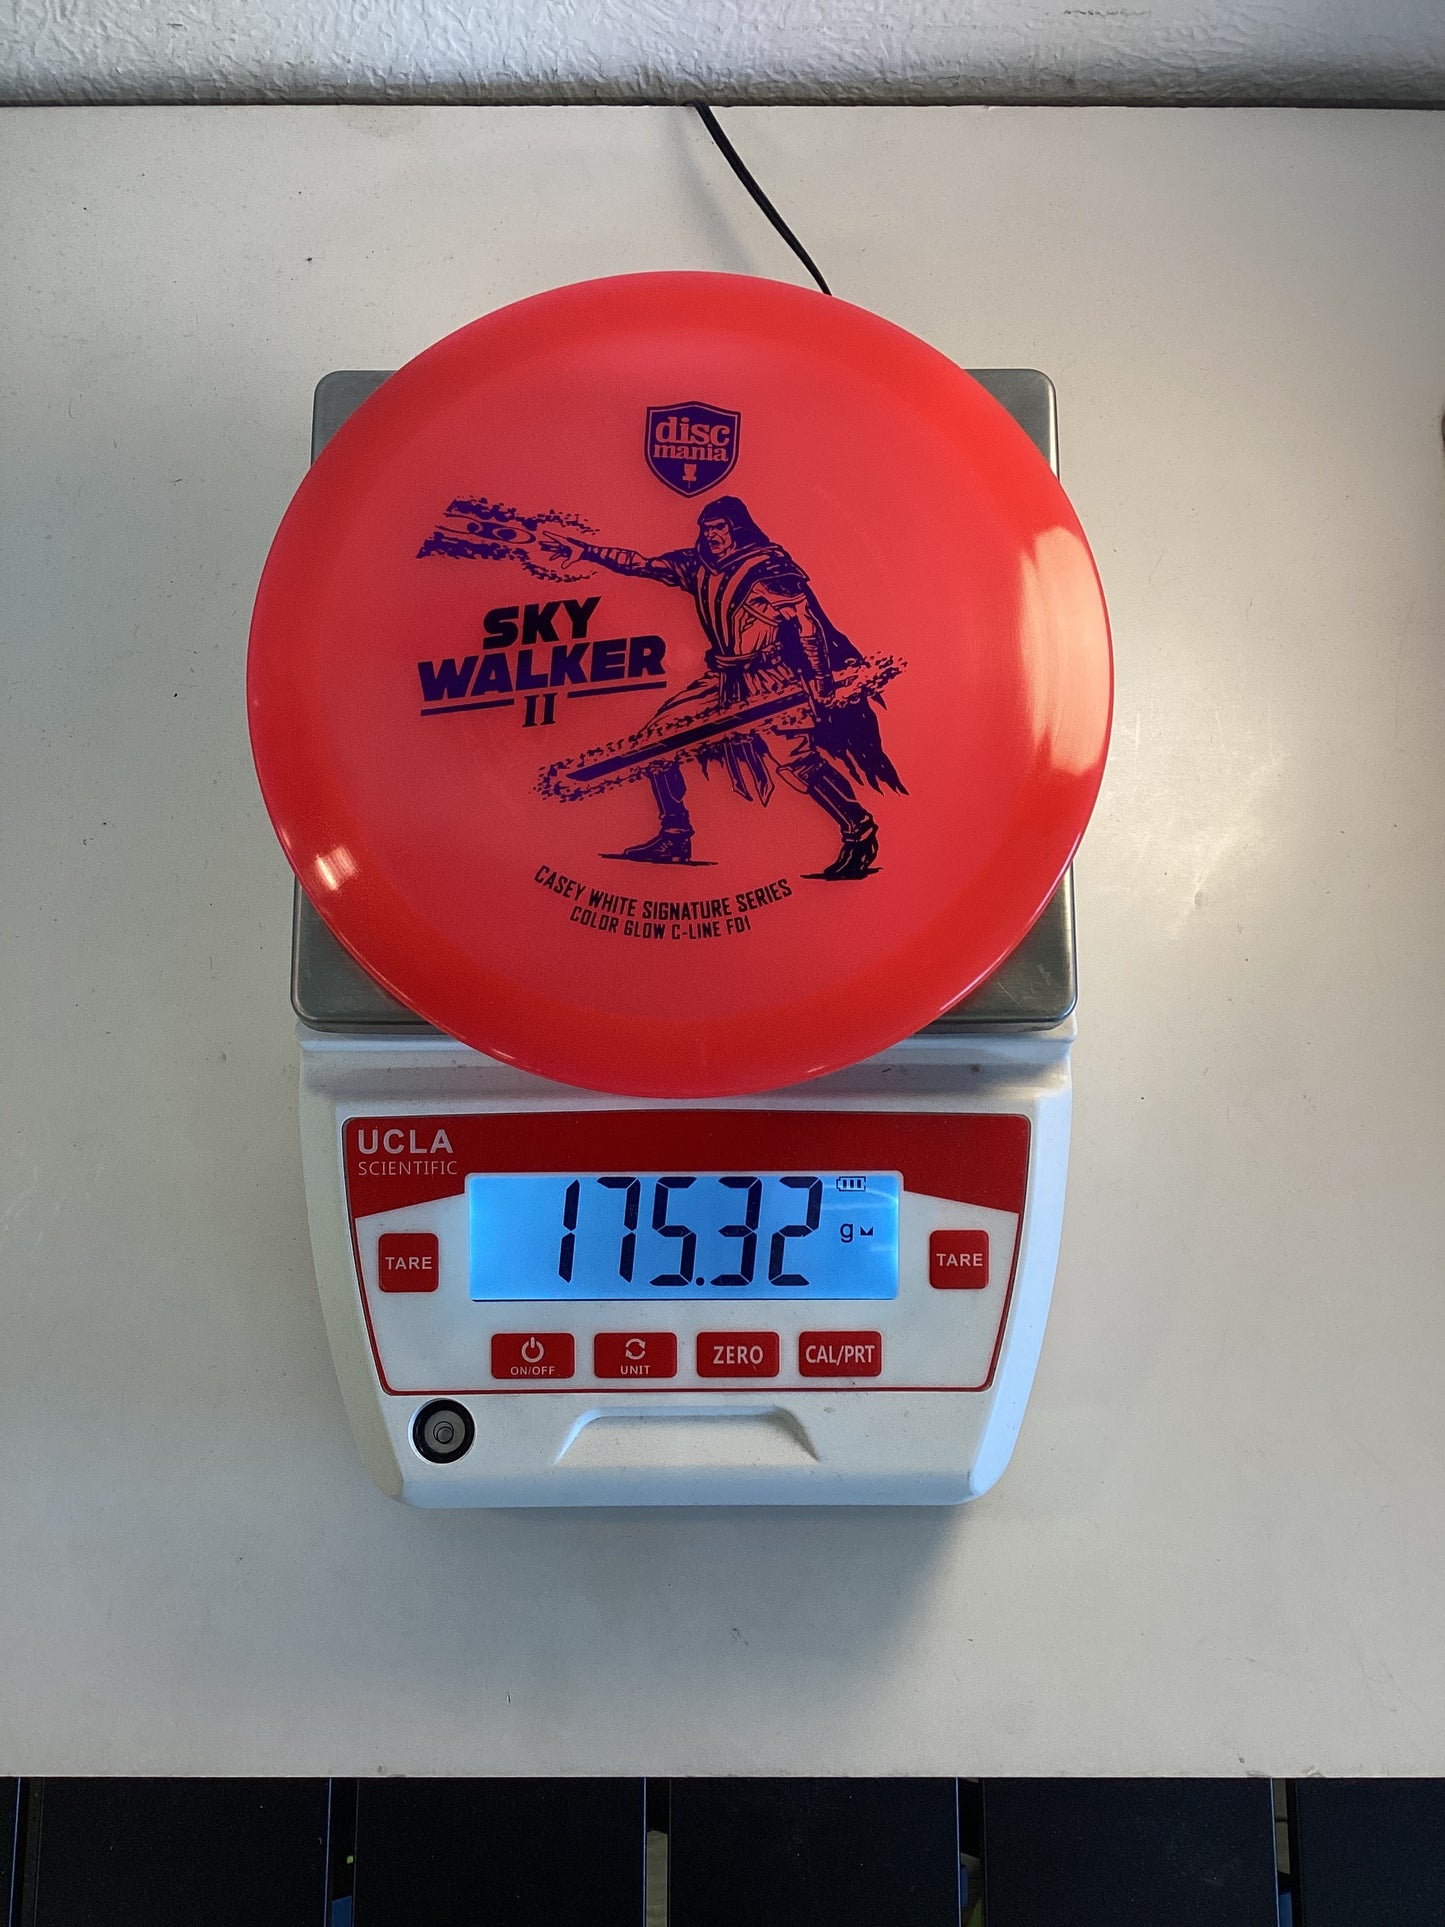 disc
mania
SKY
WALKER
II
CASEY WHITE SIGNATURE SERIES
COLOR GLOW C-LINE FD1
UCLA
SCIENTIFIC
175.32
g
TARE
TARE
ON/OFF
UNIT
ZERO
CAL/PRT